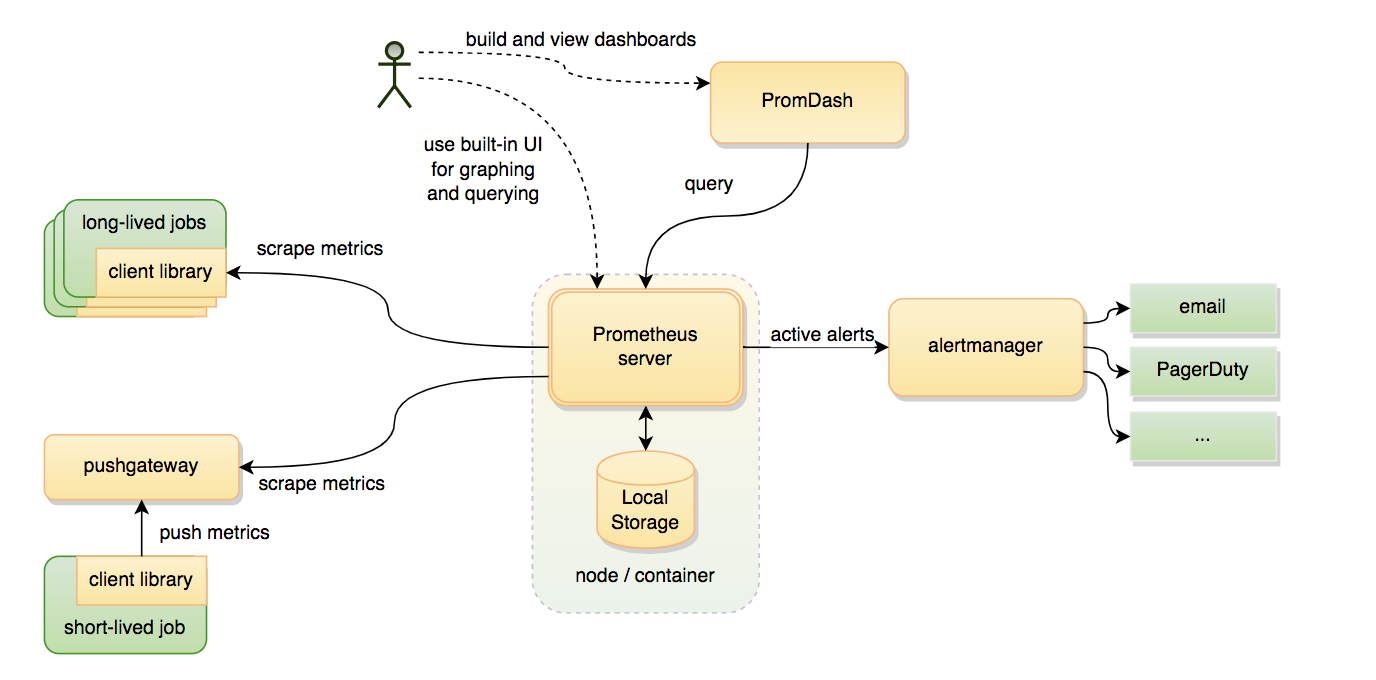 build and view dashboards
PromDash
use built-in UI
for graphing
and querying
query
long-lived jobs
client library
scrape metrics
Prometheus
server
active alerts
alertmanager
email
PagerDuty
...
pushgateway
scrape metrics
push metrics
Local
Storage
node / container
client library
short-lived job